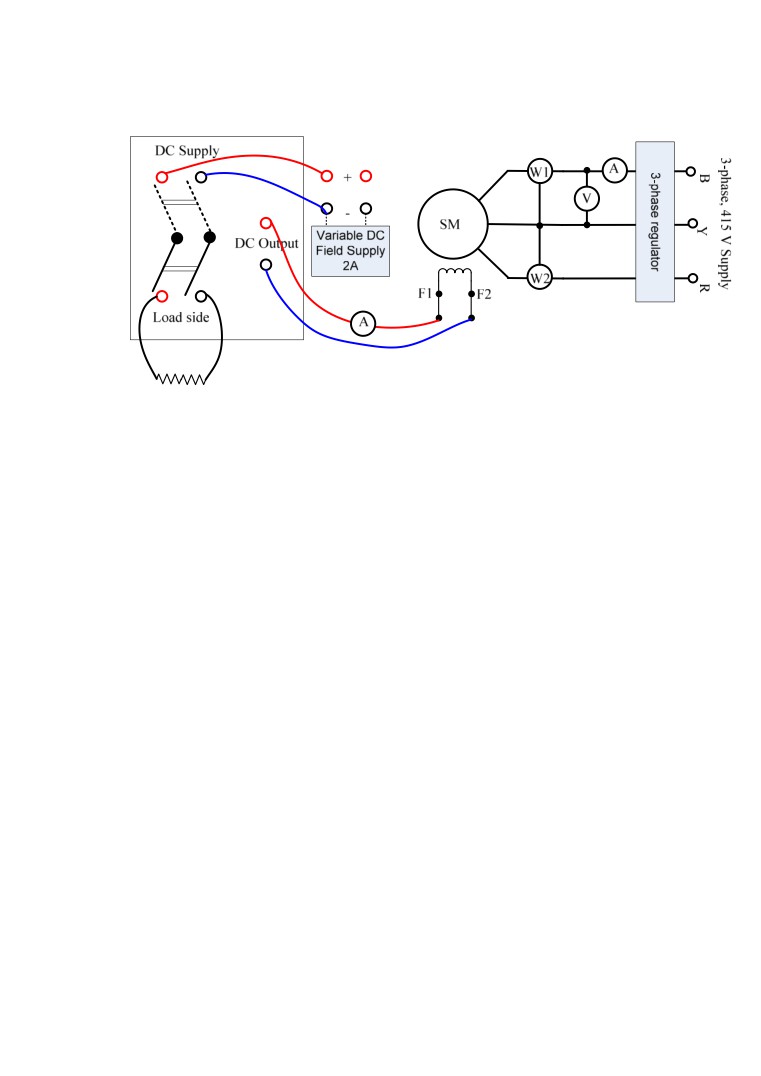 DC Supply
+
-
DC Output
Variable DC
Field Supply
2A
Load side
A
SM
F1
F2
W1
V
A
W2
3-phase regulator
B
Y
R
3-phase, 415 V Supply